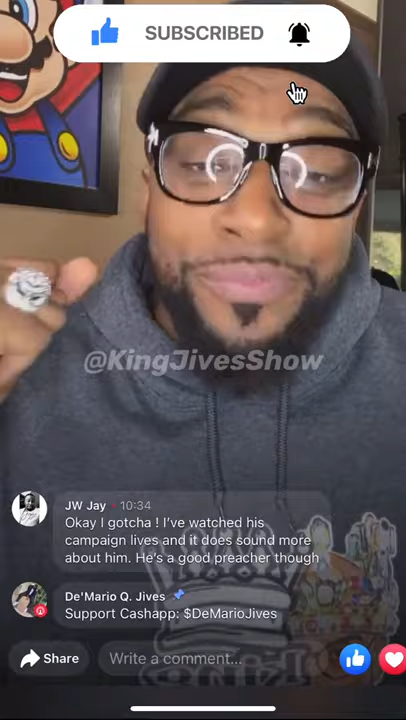 SUBSCRIBED
@KingJivesShow
JW Jay • 10:34
Okay I gotcha ! I've watched his
campaign lives and it does sound more
about him. He's a good preacher though
De'Mario Q. Jives
Support Cashapp: $DeMarioJives
Share
Write a comment...